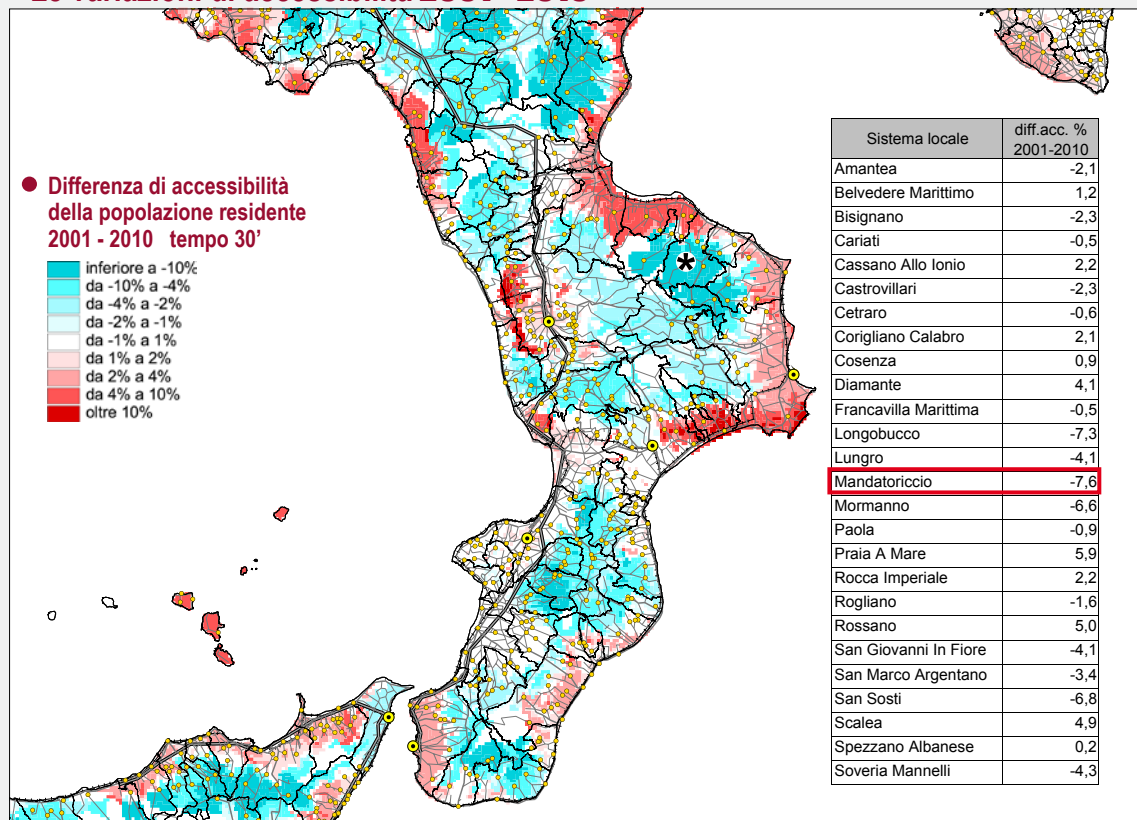 Differenza di accessibilità
della popolazione residente
2001 - 2010 tempo 30'
inferiore a -10%
da -10% a -4%
da -4% a -2%
da -2% a -1%
da -1% a 1%
da 1% a 2%
da 2% a 4%
da 4% a 10%
oltre 10%
*
Sistema locale diff.acc. %
2001-2010
Amantea -2,1
Belvedere Marittimo 1,2
Bisignano -2,3
Cariati -0,5
Cassano Allo Ionio 2,2
Castrovillari -2,3
Cetraro -0,6
Corigliano Calabro 2,1
Cosenza 0,9
Diamante 4,1
Francavilla Marittima -0,5
Longobucco -7,3
Lungro -4,1
Mandatoriccio -7,6
Mormanno -6,6
Paola -0,9
Praia A Mare 5,9
Rocca Imperiale 2,2
Rogliano -1,6
Rossano 5,0
San Giovanni In Fiore -4,1
San Marco Argentano -3,4
San Sosti -6,8
Scalea 4,9
Spezzano Albanese 0,2
Soveria Mannelli -4,3